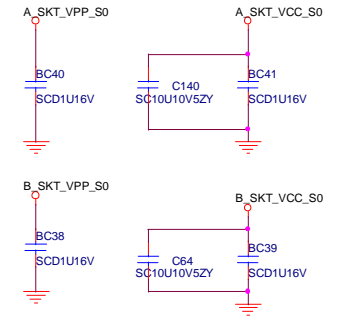 A_SKT_VPP_S0
A_SKT_VCC_S0
BC40
SCD1U16V
C140
SC10U10V5ZY
BC41
SCD1U16V
B_SKT_VPP_S0
B_SKT_VCC_S0
BC38
SCD1U16V
C64
SC10U10V5ZY
BC39
SCD1U16V